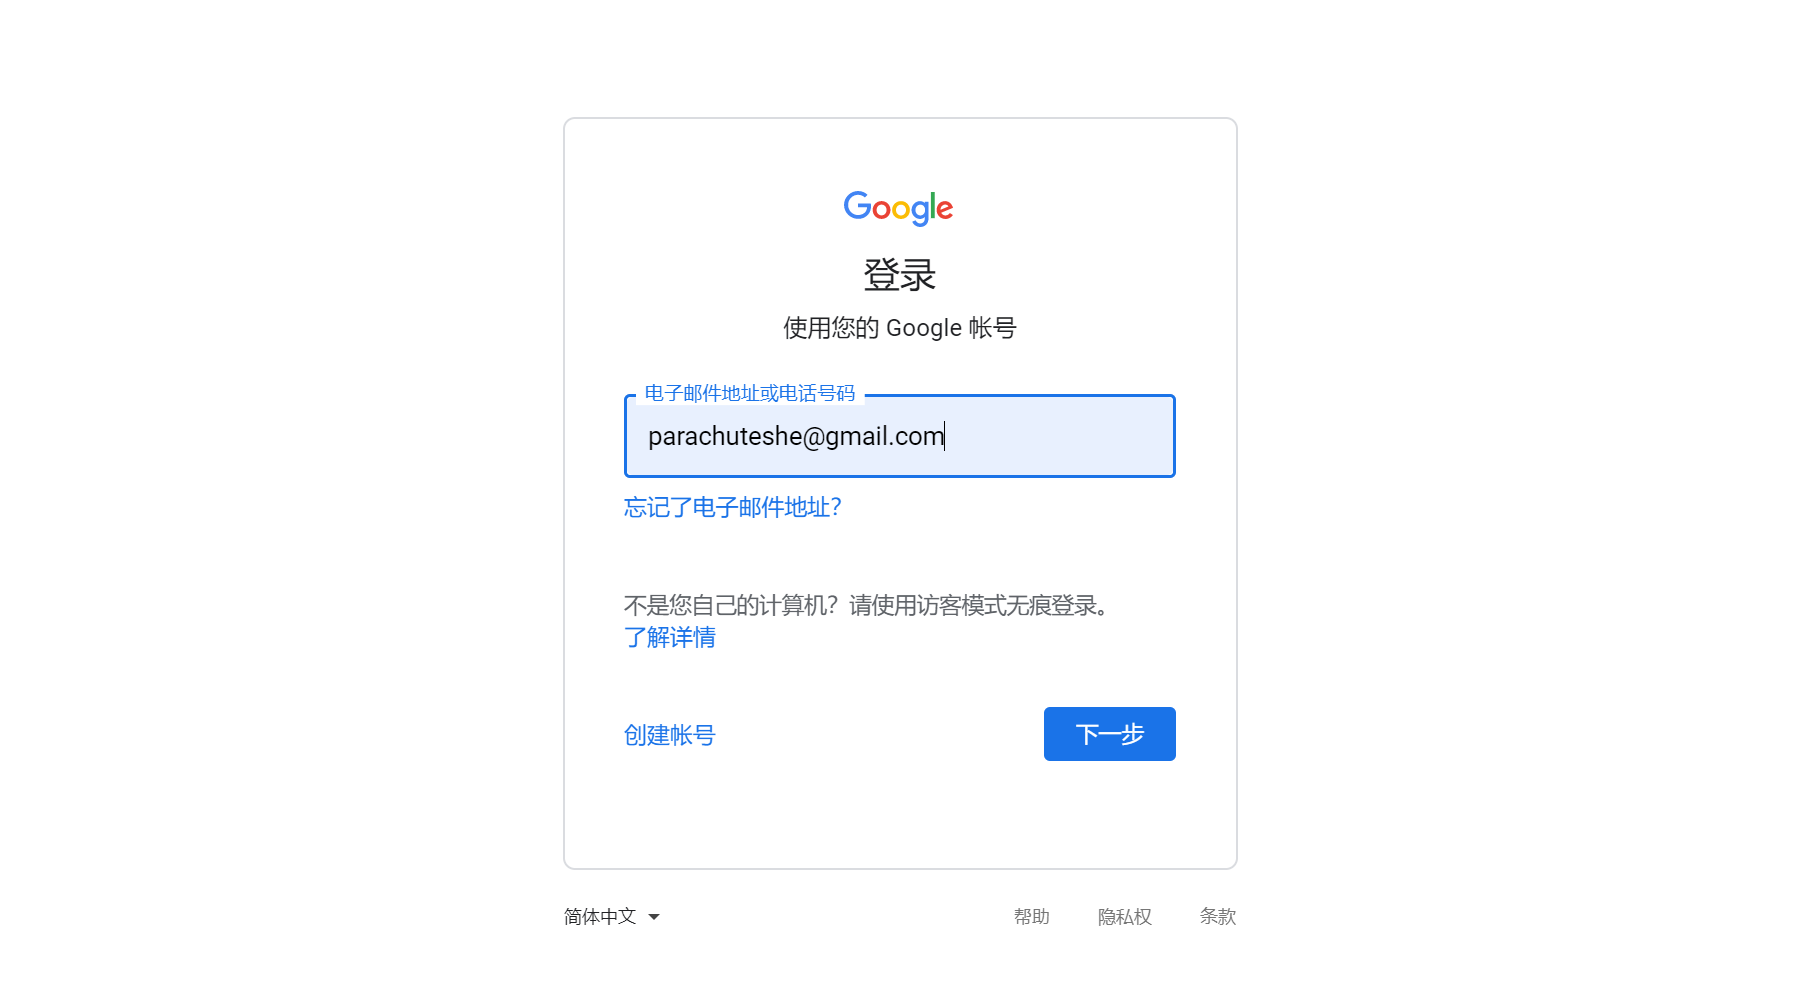 Google
登录
使用您的 Google 帐号
电子邮件地址或电话号码
parachuteshe@gmail.com
忘记了电子邮件地址?
不是您自己的计算机？请使用访客模式无痕登录。
了解详情
创建帐号
下一步
简体中文
帮助
隐私权
条款